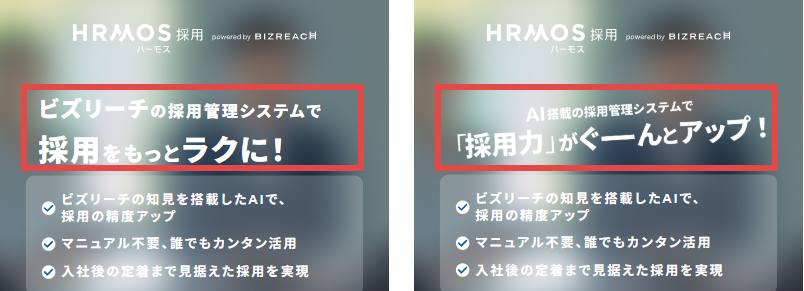 HRMOS 採用 powered by BIZREACH
ハーモス
ビズリーチの採用管理システムで
採用をもっとラクに！
ビズリーチの知見を搭載したAIで、
採用の精度アップ
マニュアル不要、誰でもカンタン活用
入社後の定着まで見据えた採用を実現
HRMOS 採用 powered by BIZREACH
ハーモス
AI搭載の採用管理システムで
「採用力」がぐーんとアップ！
ビズリーチの知見を搭載したAIで、
採用の精度アップ
マニュアル不要、誰でもカンタン活用
入社後の定着まで見据えた採用を実現